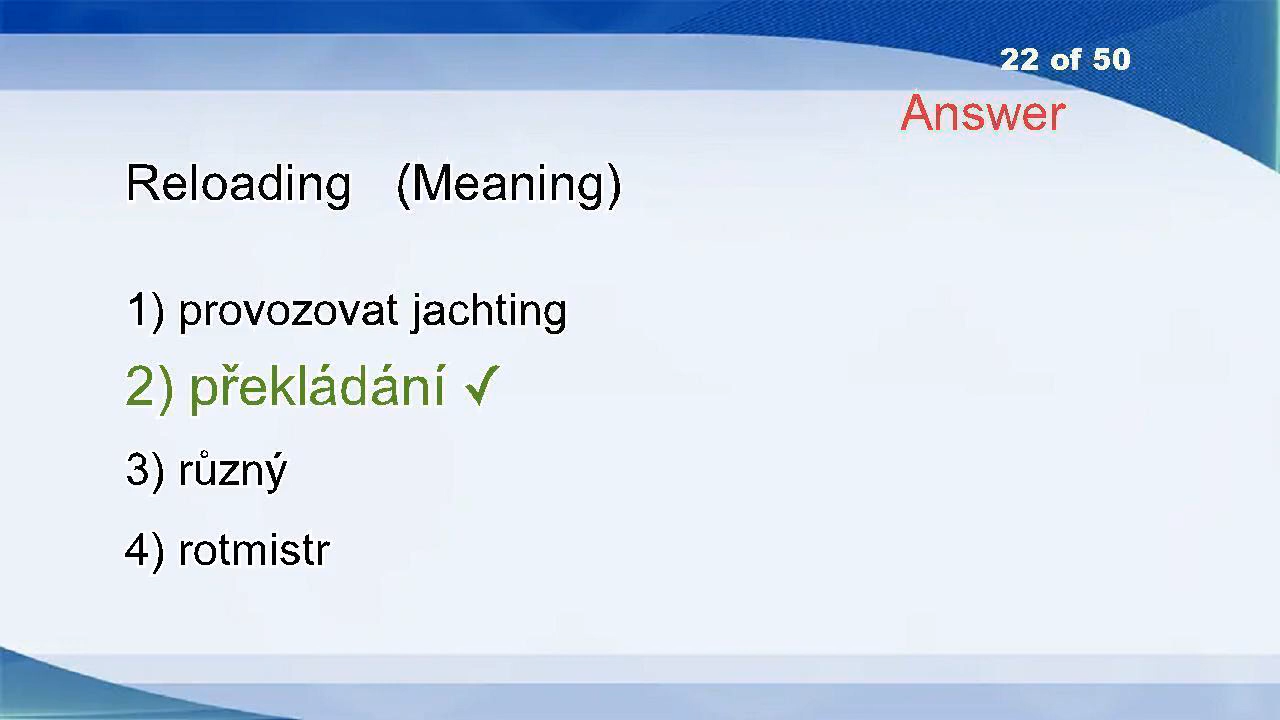 22 of 50
Answer
Reloading (Meaning)
1) provozovat jachting
2) překládání ✓
3) různý
4) rotmistr